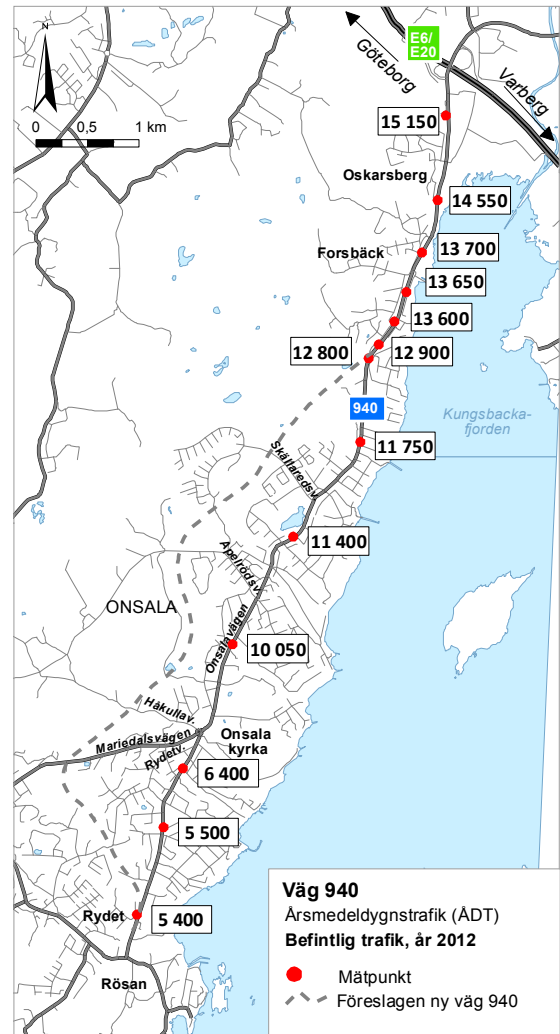 E6/
E20
Göteborg
Varberg
0 0,5 1 km
15 150
Oskarsberg
14 550
Forsbäck
13 700
13 650
13 600
12 800
12 900
940
Kungsbacka-
fjorden
11 750
Skällaredsv.
11 400
Apelrödsv.
ONSALA
Onsalavägen
10 050
Håkullav.
Mariedalsvägen
Onsala
kyrka
Rydetv.
6 400
5 500
Rydet
5 400
Rösan
Väg 940
Årsmedeldygnstrafik (ÅDT)
Befintlig trafik, år 2012
Mätpunkt
Föreslagen ny väg 940